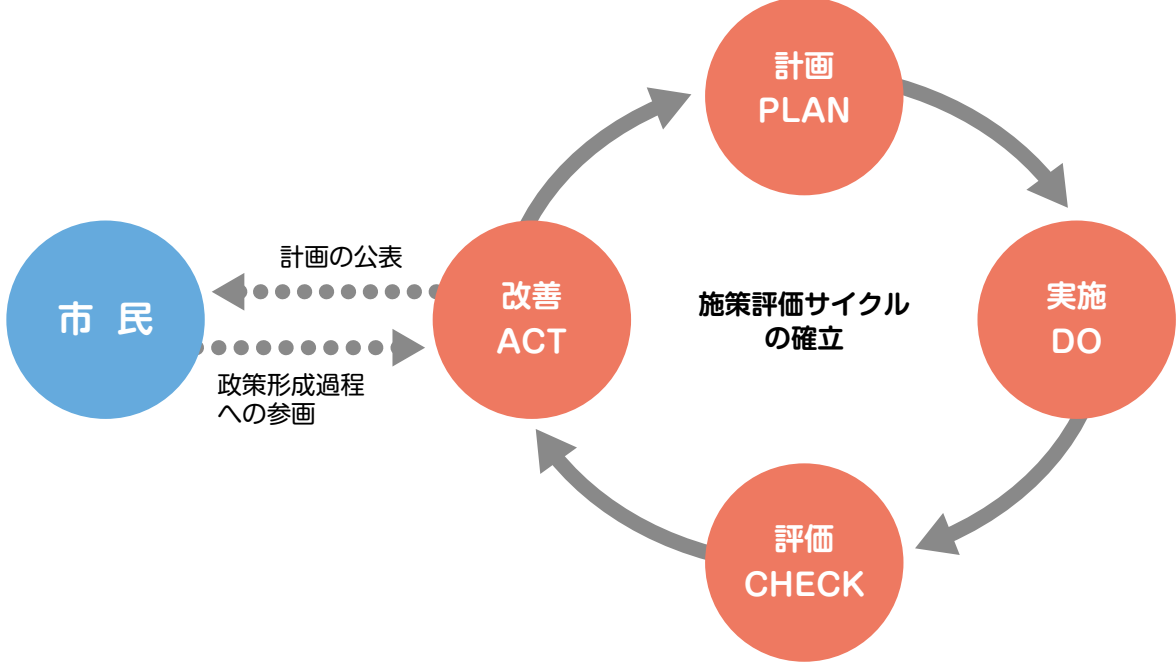 計画
PLAN
計画の公表
市 民
改善
ACT
施策評価サイクル
の確立
実施
DO
政策形成過程
への参画
評価
CHECK